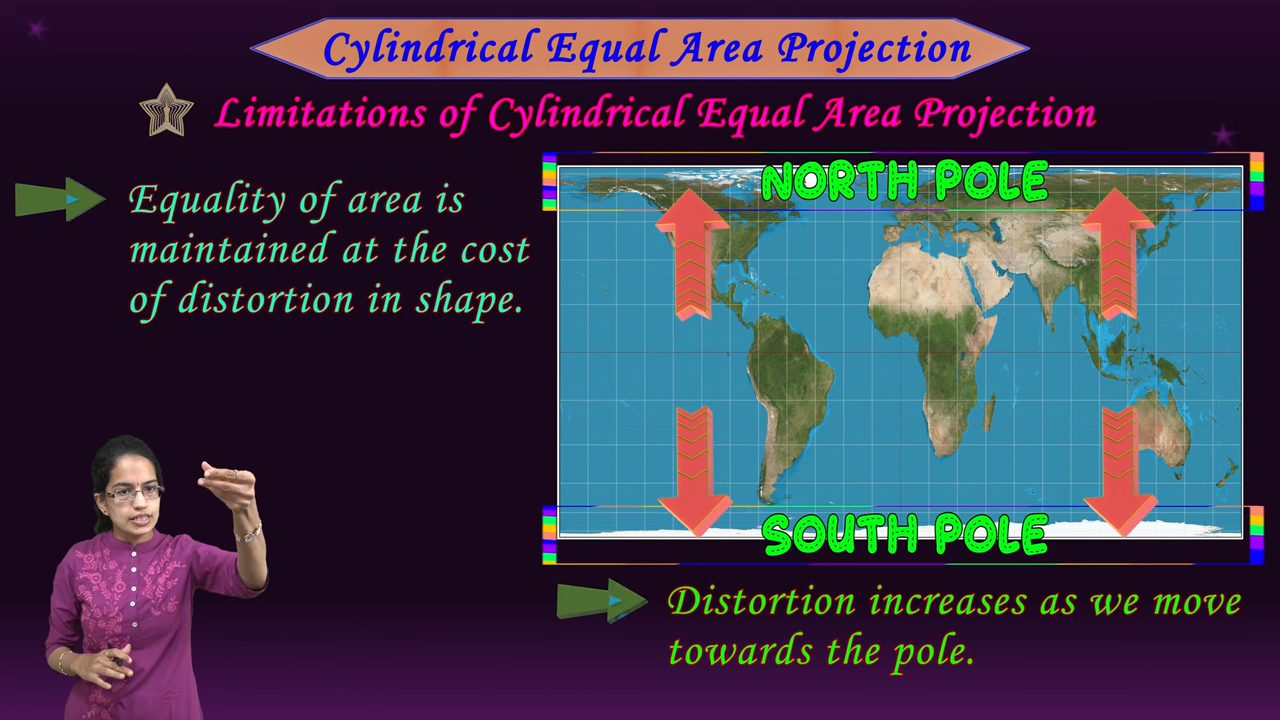 Cylindrical Equal Area Projection
Limitations of Cylindrical Equal Area Projection
Equality of area is
maintained at the cost
of distortion in shape.
NORTH POLE
SOUTH POLE
Distortion increases as we move
towards the pole.